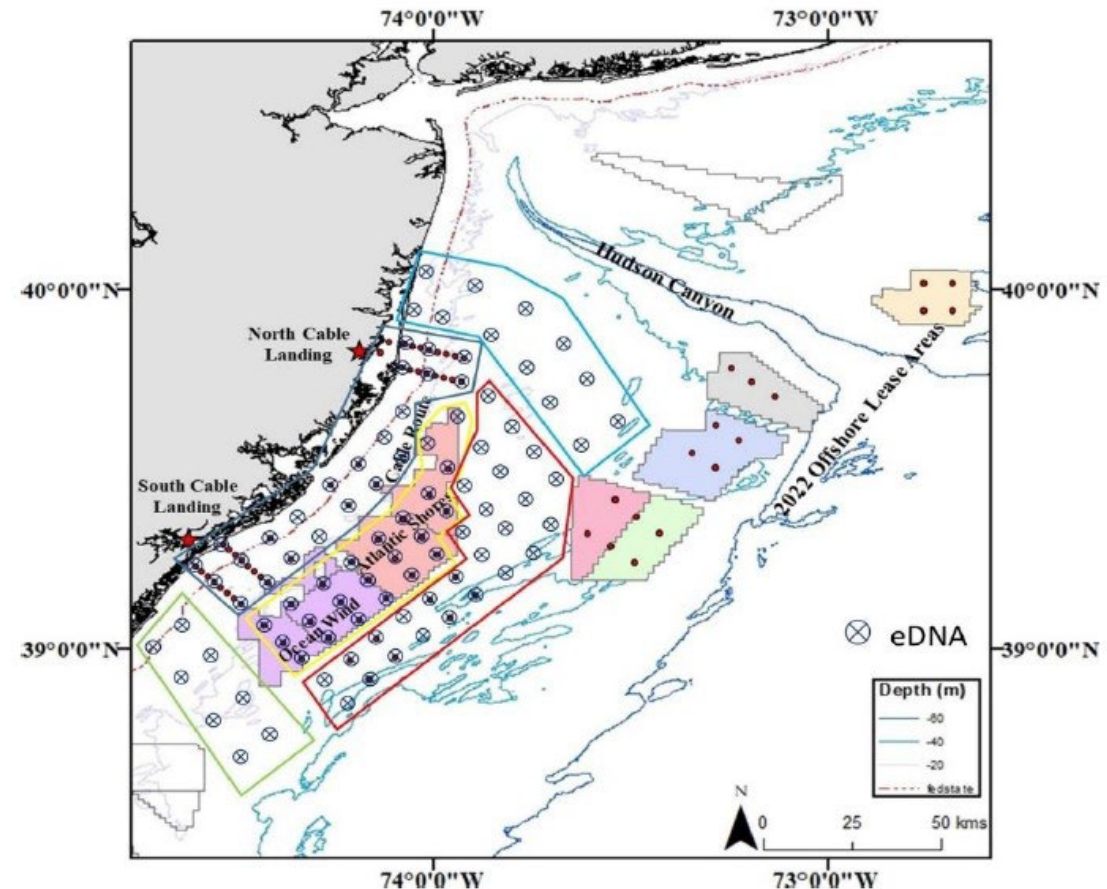 74°0'0"W
73°0'0"W
40°0'0"N
40°0'0"N
Hudson Canyon
North Cable
Landing
2022 Offshore Lease Areas
Cable Route
South Cable
Landing
Atlantic Shores
Ocean Wind
39°0'0"N
39°0'0"N
eDNA
Depth (m)
-60
-40
-20
fedstate
N
0 25 50 kms
74°0'0"W
73°0'0"W